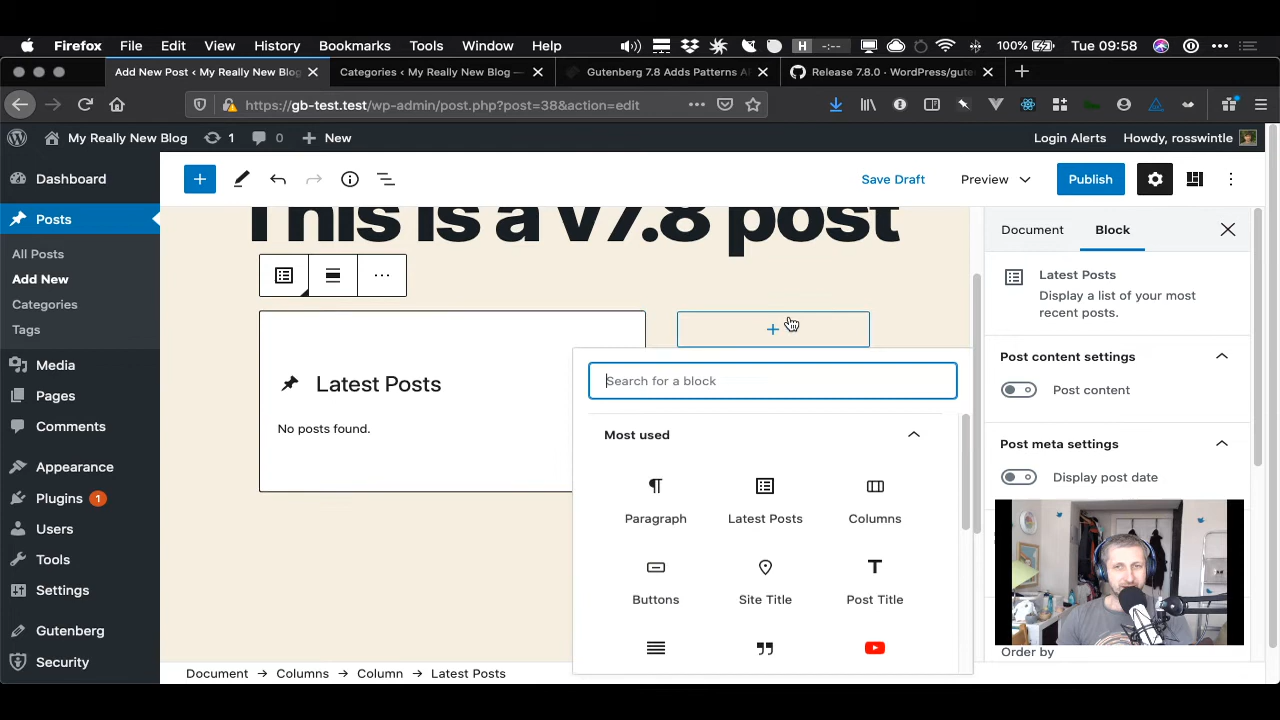 Firefox File Edit View History Bookmarks Tools Window Help H -:-- 100% Tue 09:58
Add New Post ‹ My Really New Blog
Categories ‹ My Really New Blog —
Gutenberg 7.8 Adds Patterns AP
Release 7.8.0 · WordPress/gute
https://gb-test.test/wp-admin/post.php?post=38&action=edit
My Really New Blog 1 0 New Login Alerts Howdy, rosswintle
Dashboard
Posts
All Posts
Add New
Categories
Tags
Media
Pages
Comments
Appearance
Plugins 1
Users
Tools
Settings
Gutenberg
Security
Save Draft Preview Publish
This is a v7.8 post
Latest Posts
No posts found.
Search for a block
Most used
Paragraph Latest Posts Columns
Buttons Site Title Post Title
Document Block
Latest Posts
Display a list of your most
recent posts.
Post content settings
Post content
Post meta settings
Display post date
Order by
Document → Columns → Column → Latest Posts